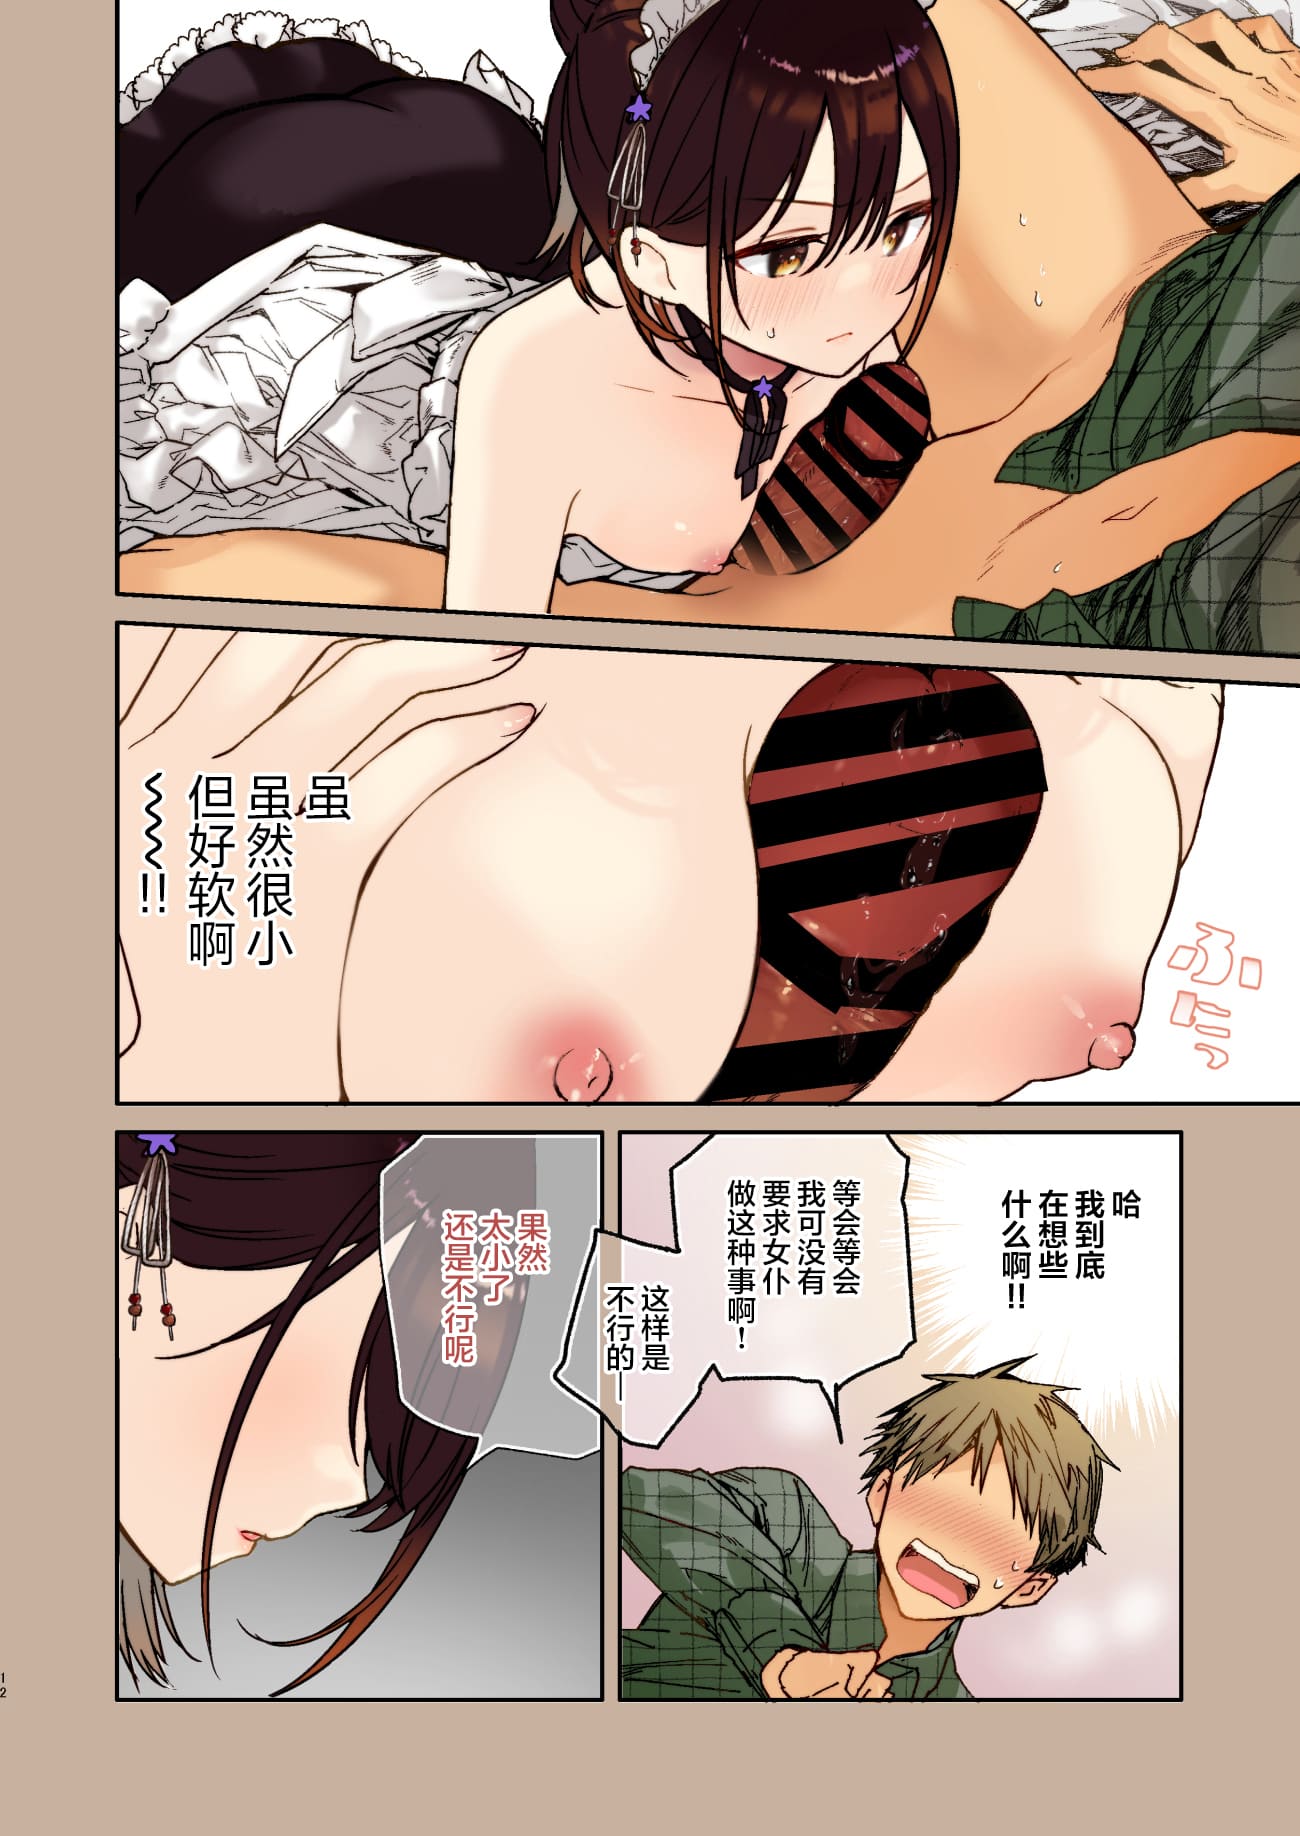 虽
虽然很小
但好软啊
～～～!!
ふにっ
哈
我到底
在想些
什么啊!!
等会等会
我可没有
要求女仆
做这种事啊！
这样是
不行的—
果然
太小了
还是不行呢
12